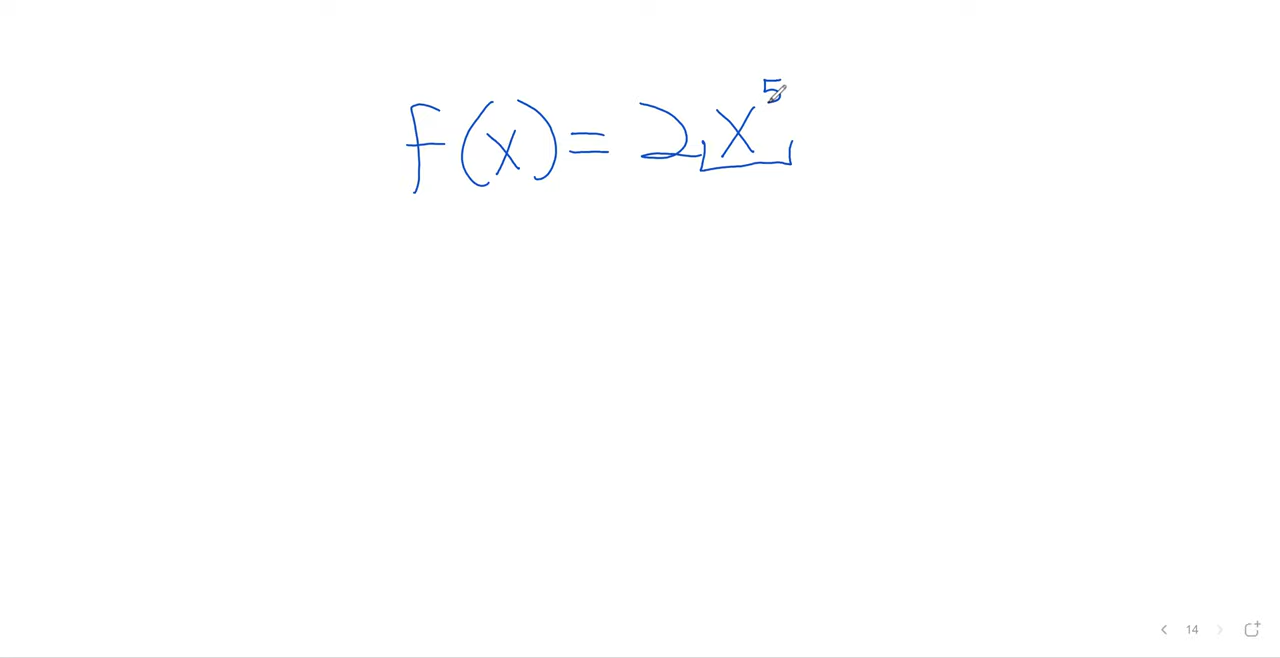 F(x) = 2x⁵
14